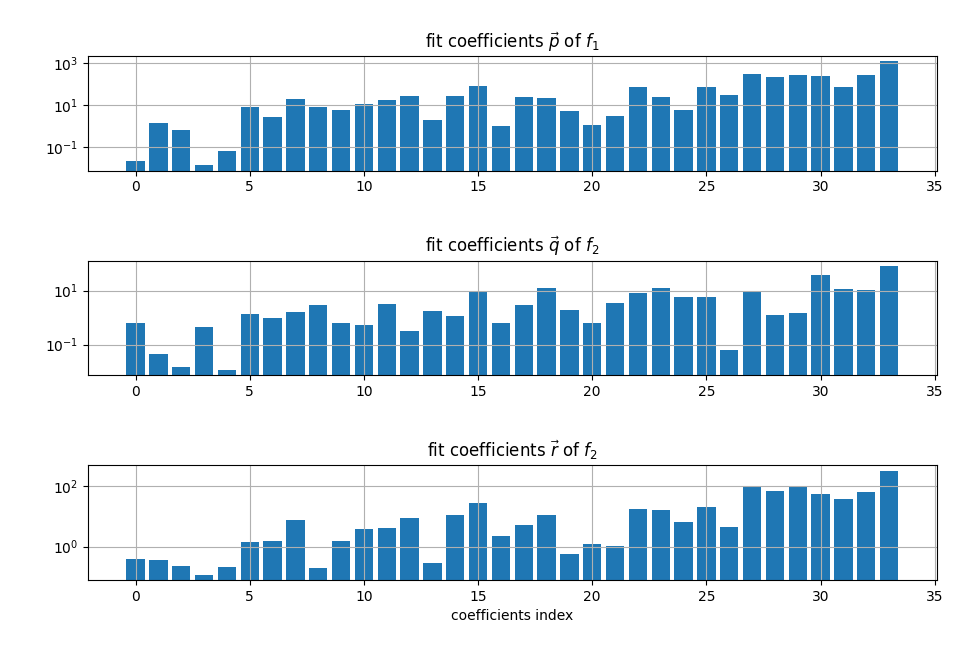 fit coefficients p⃗ of f₁
10³
10¹
10⁻¹
0 5 10 15 20 25 30 35
fit coefficients q⃗ of f₂
10¹
10⁻¹
0 5 10 15 20 25 30 35
fit coefficients r⃗ of f₂
10²
10⁰
0 5 10 15 20 25 30 35
coefficients index